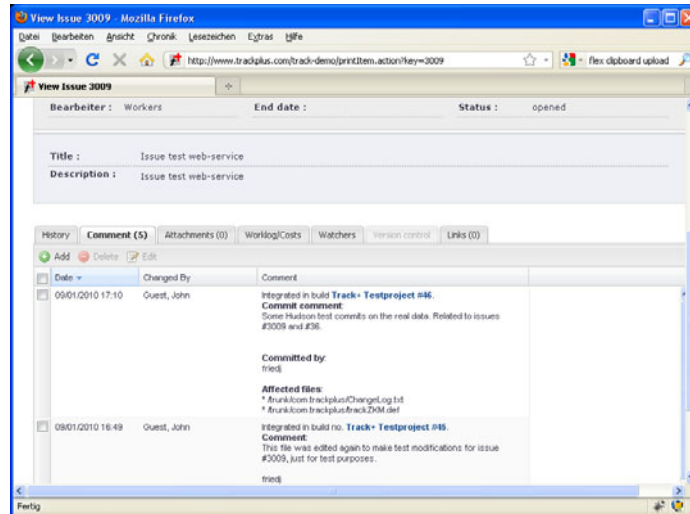 View Issue 3009 - Mozilla Firefox
Datei Bearbeiten Ansicht Chronik Lesezeichen Extras Hilfe
http://www.trackplus.com/track-demo/printItem.action?key=3009
flex clipboard upload
View Issue 3009
Bearbeiter : Workers End date : Status : opened
Title : Issue test web-service
Description : Issue test web-service
History Comment (5) Attachments (0) Worklog/Costs Watchers Version control Links (0)
Add Delete Edit
Date Changed By Comment
09/01/2010 17:10 Guest, John Integrated in build Track+ Testproject #46.
Commit comment:
Some Hudson test commits on the real data. Related to issues
#3009 and #36.
Committed by:
friedj
Affected files:
* /trunk/com.trackplus/ChangeLog.txt
* /trunk/com.trackplus/track.ZKM.def
09/01/2010 16:49 Guest, John Integrated in build no. Track+ Testproject #45.
Comment:
This file was edited again to make test modifications for issue
#3009, just for test purposes.
friedj
Fertig